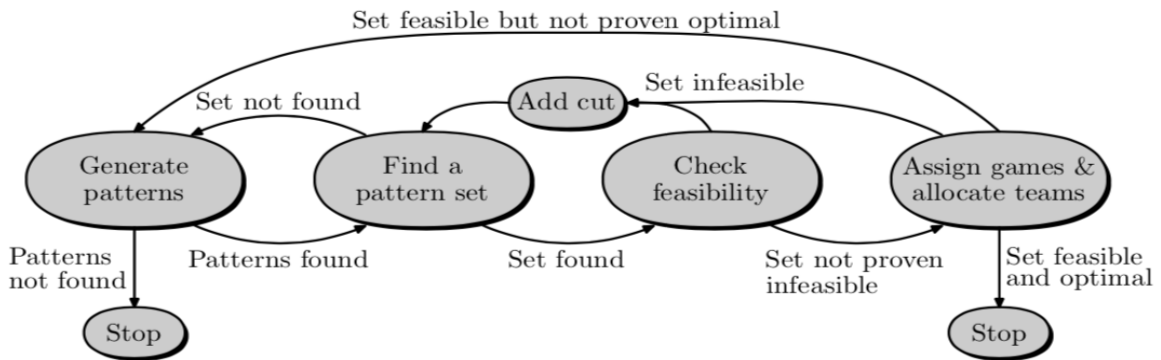 Set feasible but not proven optimal
Set infeasible
Set not found
Add cut
Generate
patterns
Find a
pattern set
Check
feasibility
Assign games &
allocate teams
Patterns
not found
Patterns found
Set found
Set not proven
infeasible
Set feasible
and optimal
Stop
Stop